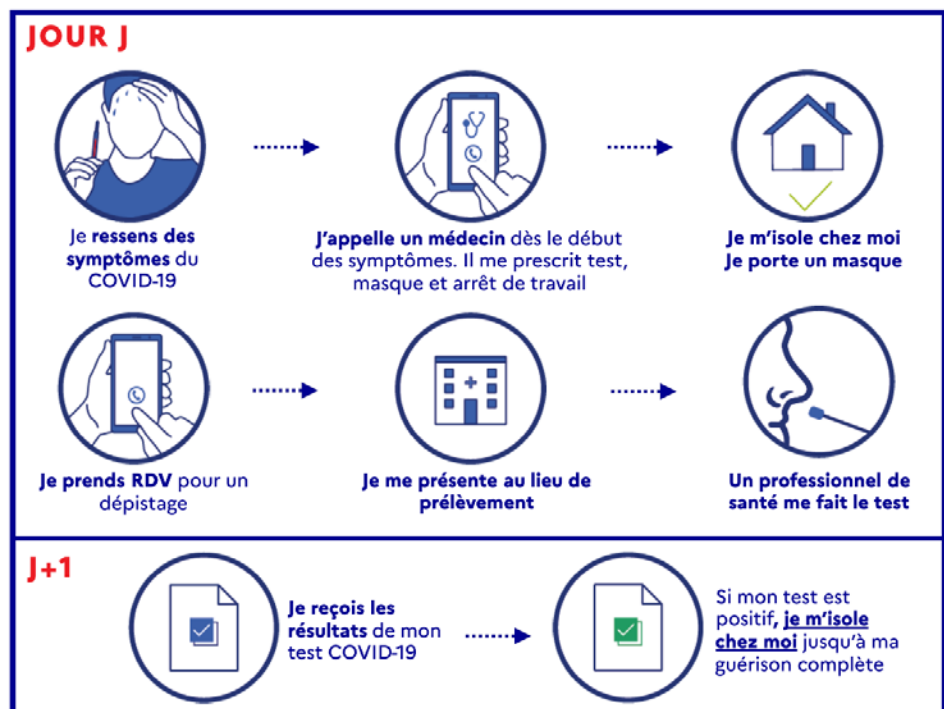 JOUR J
Je ressens des
symptômes du
COVID-19
J'appelle un médecin dès le début
des symptômes. Il me prescrit test,
masque et arrêt de travail
Je m'isole chez moi
Je porte un masque
Je prends RDV pour un
dépistage
Je me présente au lieu de
prélèvement
Un professionnel de
santé me fait le test
J+1
Je reçois les
résultats de mon
test COVID-19
Si mon test est
positif, je m'isole
chez moi jusqu'à ma
guérison complète